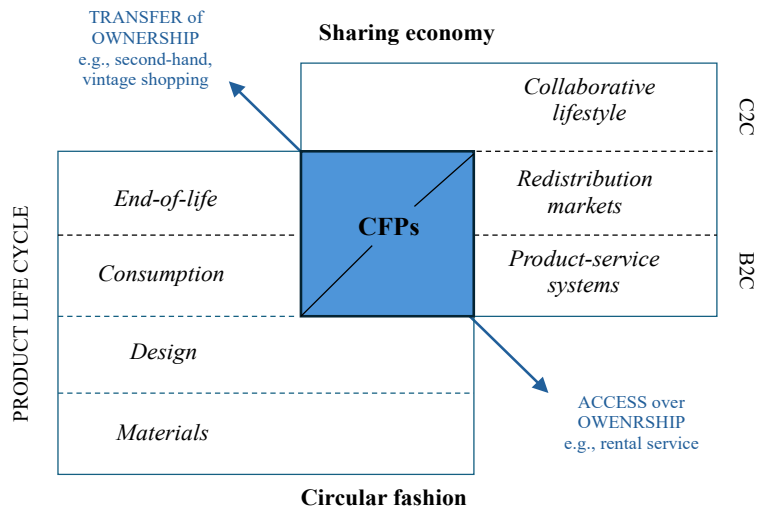 TRANSFER of
OWNERSHIP
e.g., second-hand,
vintage shopping
Sharing economy
Collaborative
lifestyle
C2C
End-of-life
CFPs
Redistribution
markets
Consumption
Product-service
systems
B2C
PRODUCT LIFE CYCLE
Design
Materials
ACCESS over
OWENRSHIP
e.g., rental service
Circular fashion